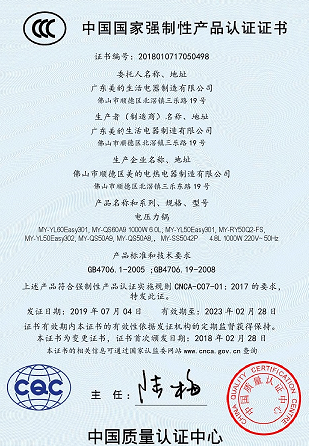 CCC
中国国家强制性产品认证证书
证书编号：2018010717050498
委托人名称、地址
广东美的生活电器制造有限公司
佛山市顺德区北滘镇三乐路 19 号
生产者（制造商）名称、地址
广东美的生活电器制造有限公司
佛山市顺德区北滘镇三乐路 19 号
生产企业名称、地址
佛山市顺德区美的电热电器制造有限公司
佛山市顺德区北滘镇三乐东路 19 号
产品名称和系列、规格、型号
电压力锅
MY-YL60Easy301, MY-QS60A9 1000W 6.0L; MY-YL50Easy301, MY-RY50Q2-FS,
MY-YL50Easy302, MY-QS50A9, MY-QS50A8,, MY-SS5042P 4.8L 1000W 220V~ 50Hz
产品标准和技术要求
GB4706.1-2005 ;GB4706.19-2008
上述产品符合强制性产品认证实施规则 CNCA-C07-01：2017 的要求，
特发此证。
发证日期：2019 年 07 月 04 日 有效期至：2023 年 02 月 28 日
证书有效期内本证书的有效性依据发证机构的定期监督获得保持。
本证书为变更证书，证书首次颁发日期：2018 年 02 月 28 日
本证书的相关信息可通过国家认监委网站 www.cnca.gov.cn 查询
CQC
主 任：
陆梅
CHINA QUALITY CERTIFICATION CENTRE
中国质量认证中心
中国质量认证中心